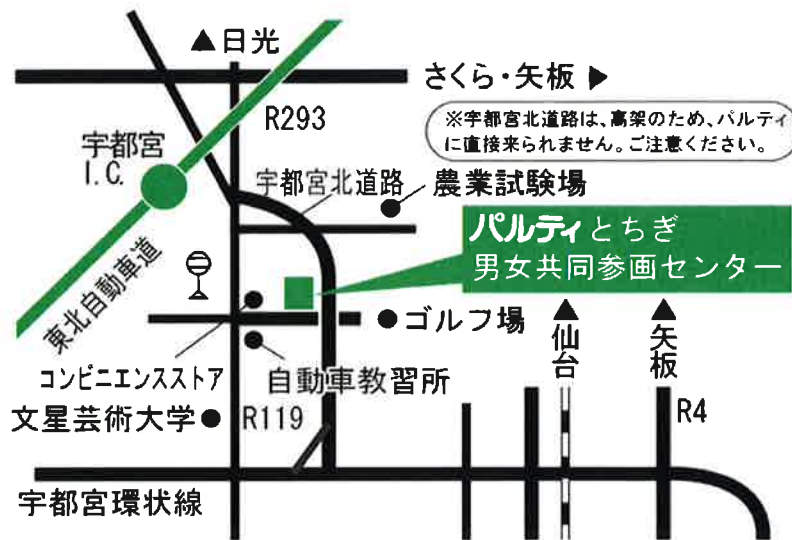 ▲日光
さくら・矢板 ▶
R293
※宇都宮北道路は、高架のため、パルティ
に直接来られません。ご注意ください。
宇都宮
I.C.
宇都宮北道路
農業試験場
パルティとちぎ
男女共同参画センター
東北自動車道
ゴルフ場
▲仙台
▲矢板
コンビニエンスストア
自動車教習所
文星芸術大学
R119
R4
宇都宮環状線